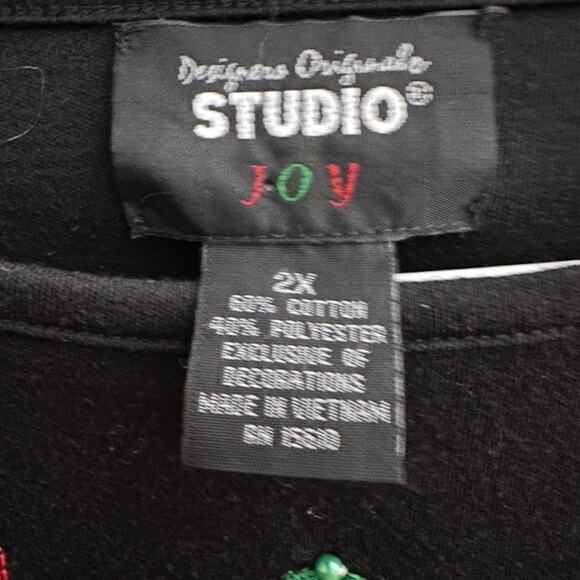 Designers Originals
STUDIO®
JOY
2X
60% COTTON
40% POLYESTER
EXCLUSIVE OF
DECORATIONS
MADE IN VIETNAM
RN 15510